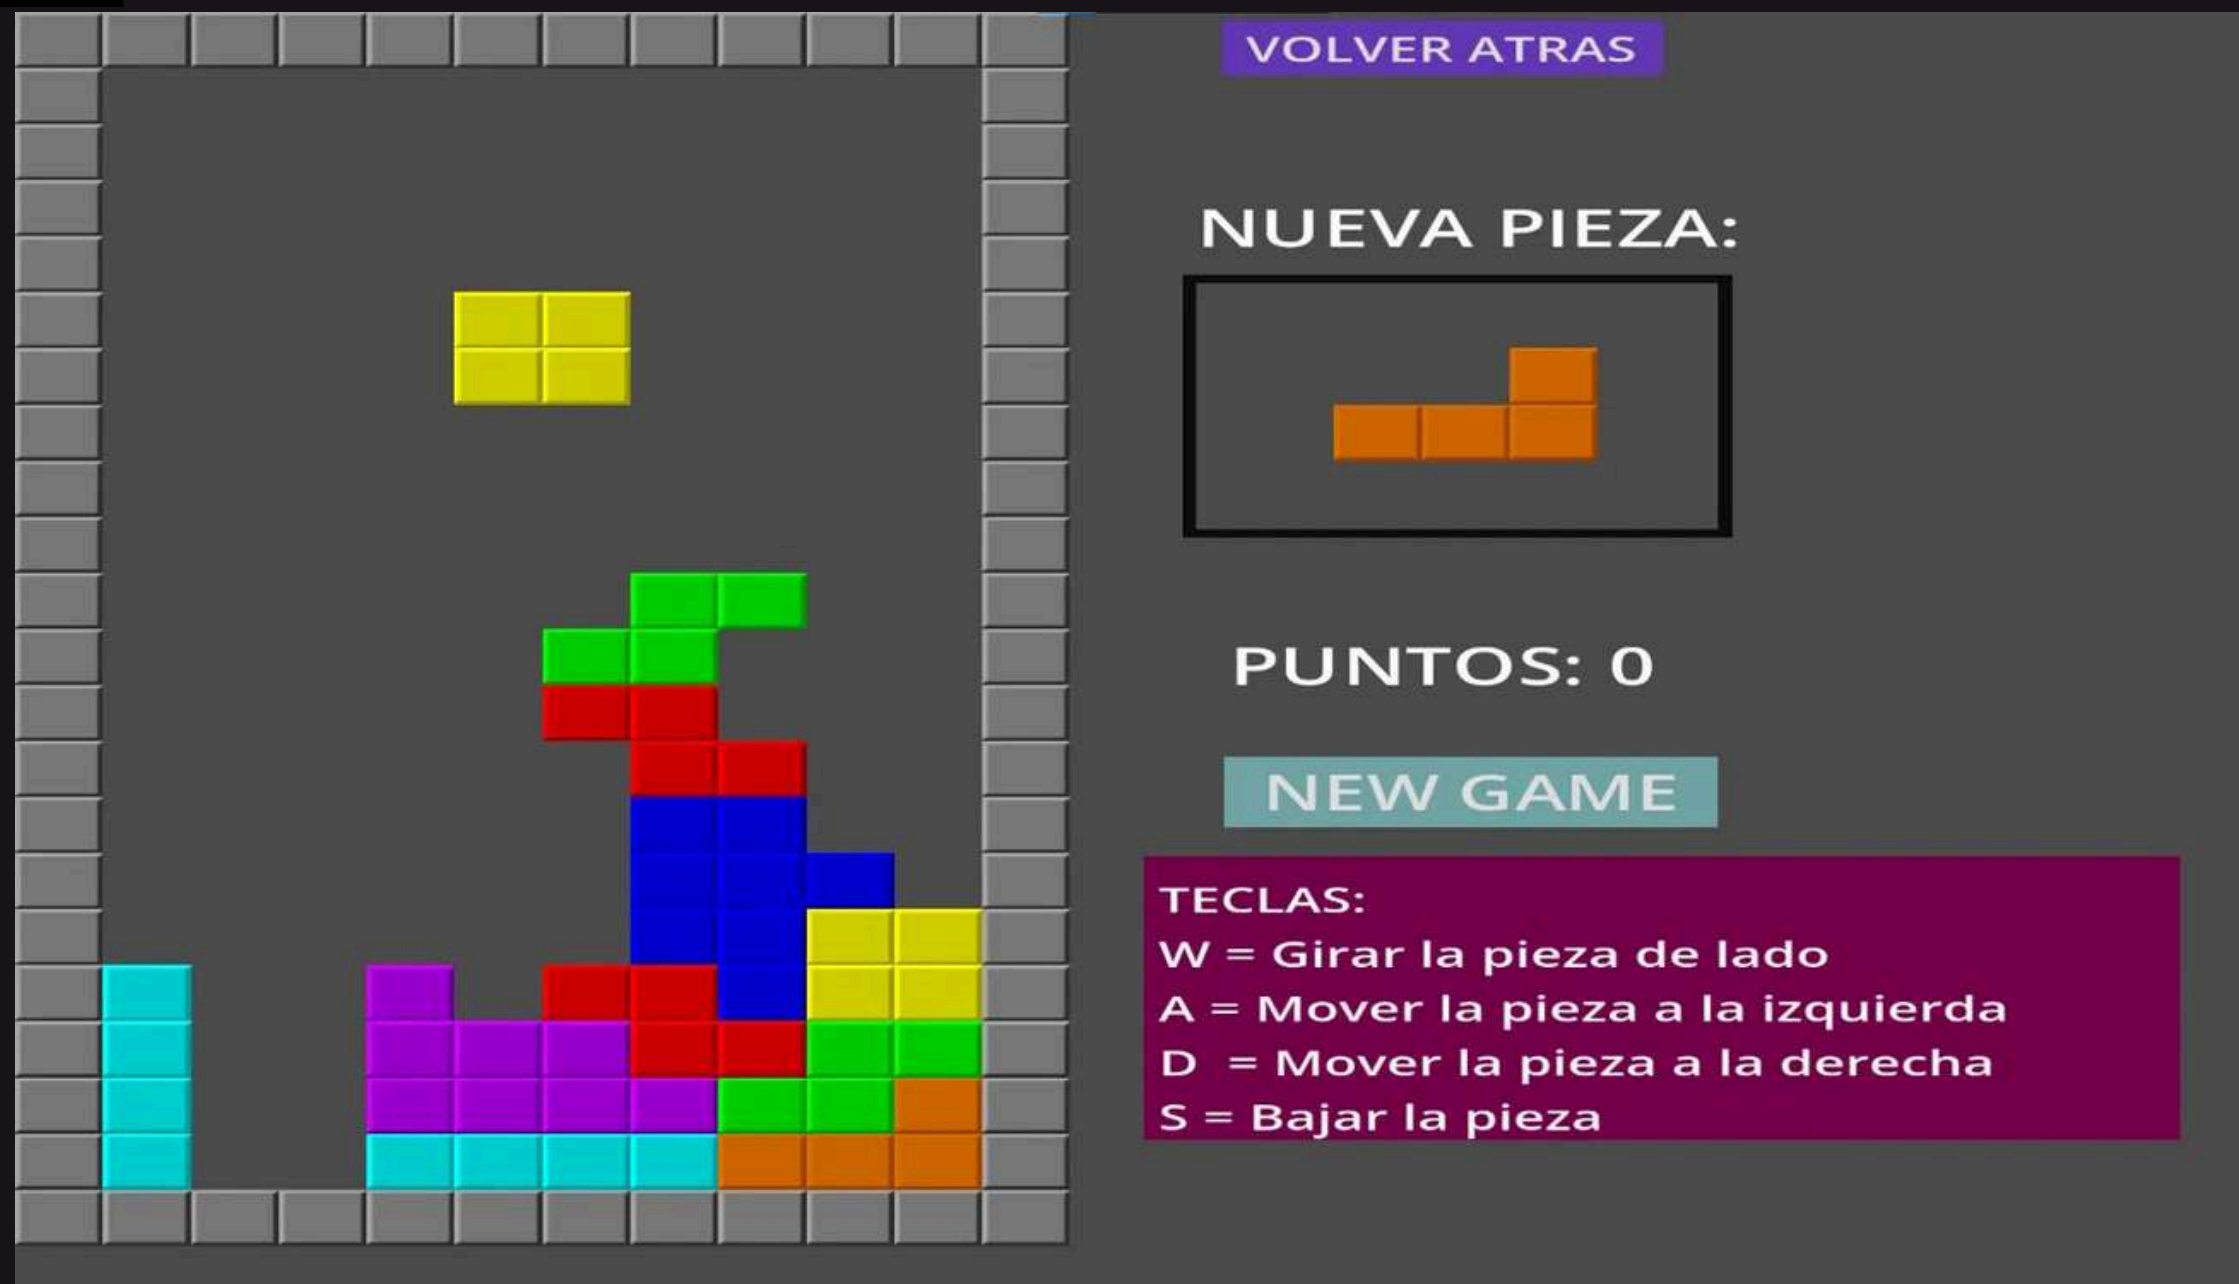 VOLVER ATRAS
NUEVA PIEZA:
PUNTOS: 0
NEW GAME
TECLAS:
W = Girar la pieza de lado
A = Mover la pieza a la izquierda
D = Mover la pieza a la derecha
S = Bajar la pieza